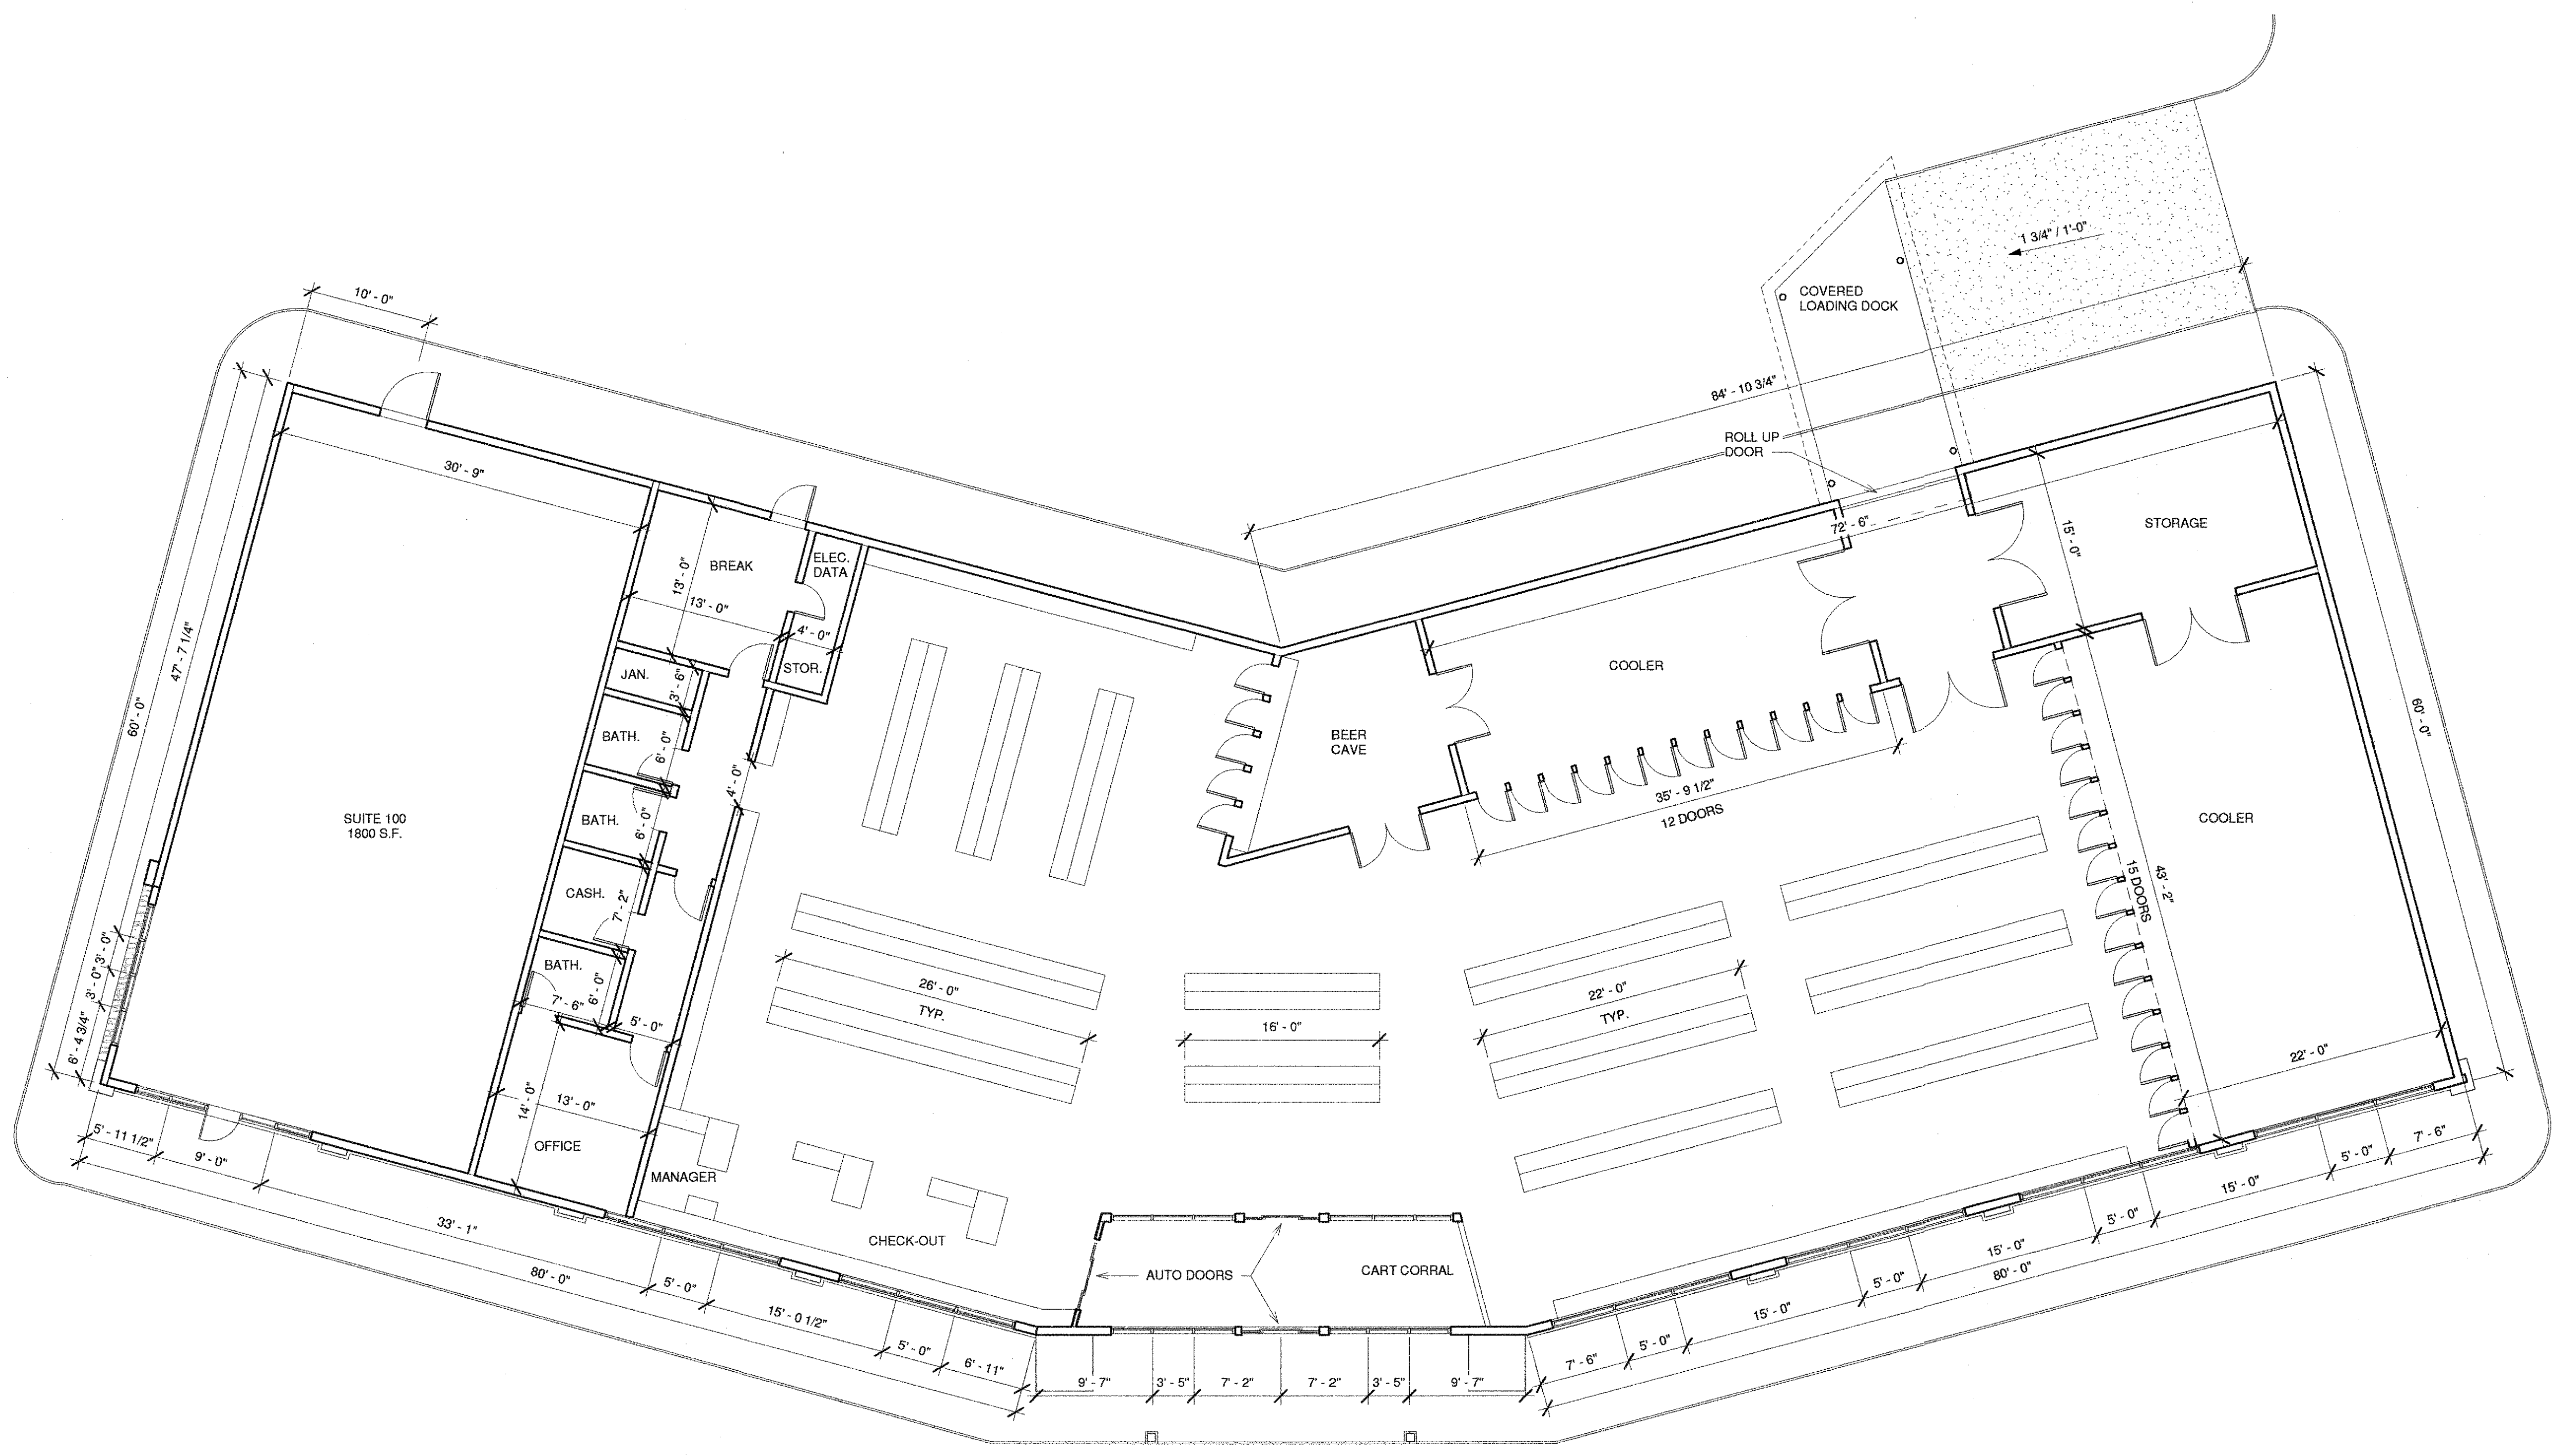 1 3/4" / 1'-0"
10' - 0"
COVERED
LOADING DOCK
84' - 10 3/4"
ROLL UP
DOOR
30' - 9"
72' - 6"
15' - 0"
STORAGE
BREAK
ELEC.
DATA
13' - 0"
13' - 0"
4' - 0"
STOR.
JAN.
3' - 6"
BATH.
6' - 0"
4' - 0"
BATH.
6' - 0"
CASH.
7' - 2"
BATH.
6' - 0"
7' - 6"
5' - 0"
14' - 0"
13' - 0"
OFFICE
MANAGER
CHECK-OUT
60' - 0"
47' - 7 1/4"
SUITE 100
1800 S.F.
3' - 0"
3' - 0"
6' - 4 3/4"
COOLER
BEER
CAVE
35' - 9 1/2"
12 DOORS
COOLER
15 DOORS
43' - 2"
60' - 0"
22' - 0"
26' - 0"
TYP.
16' - 0"
22' - 0"
TYP.
AUTO DOORS
CART CORRAL
5' - 11 1/2"
9' - 0"
33' - 1"
80' - 0"
5' - 0"
15' - 0 1/2"
5' - 0"
6' - 11"
9' - 7"
3' - 5"
7' - 2"
7' - 2"
3' - 5"
9' - 7"
7' - 6"
5' - 0"
15' - 0"
5' - 0"
15' - 0"
80' - 0"
5' - 0"
15' - 0"
5' - 0"
7' - 6"